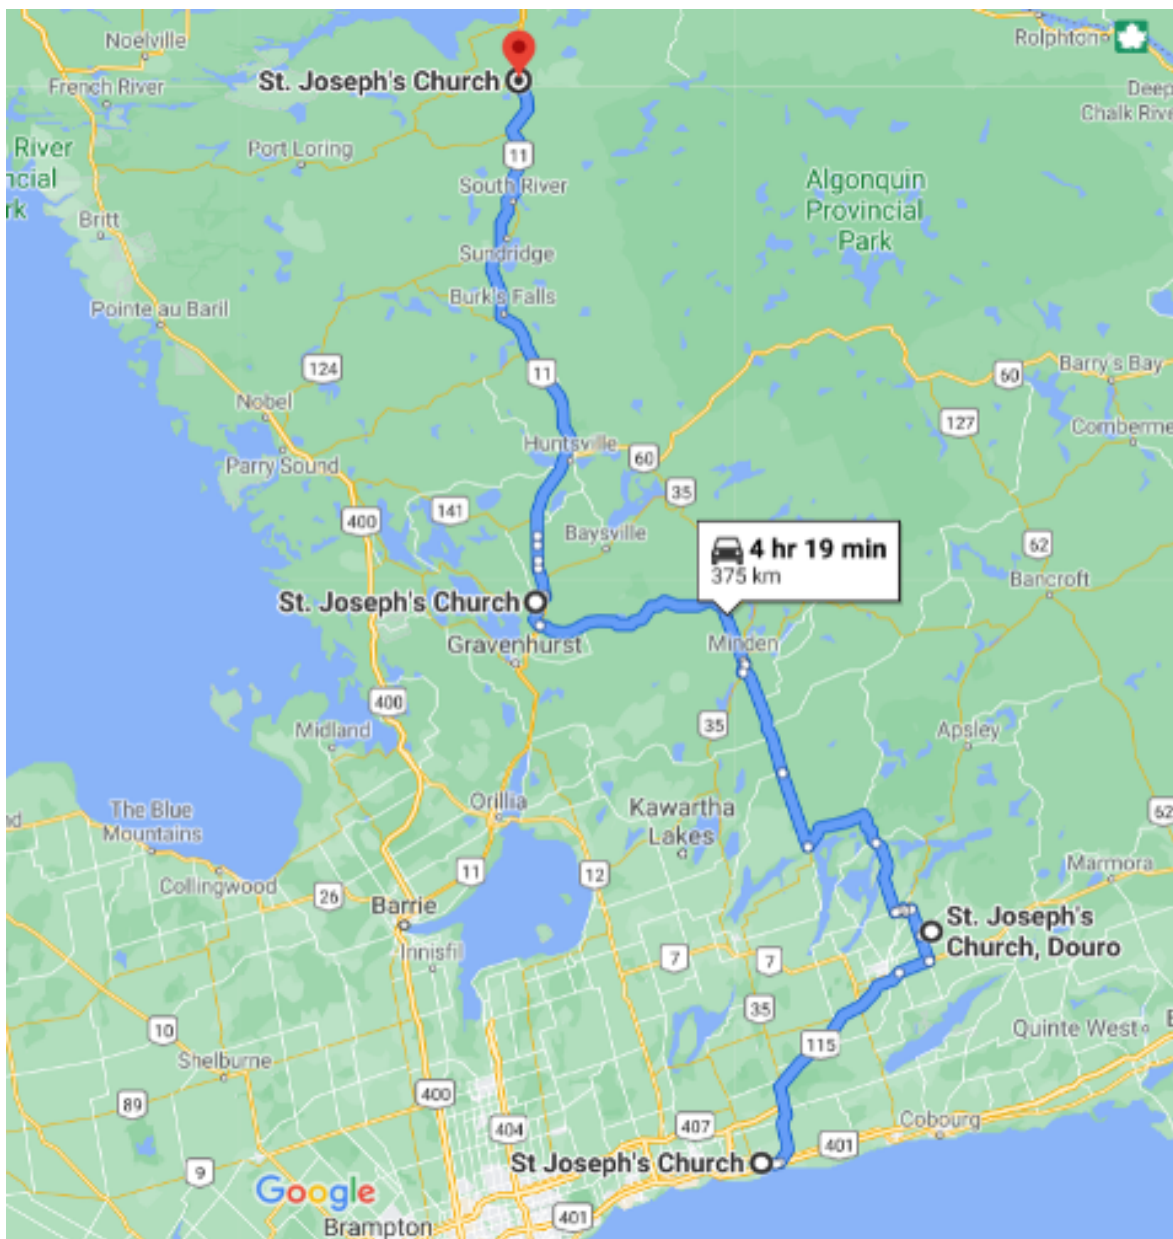 Noelville
French River
St. Joseph's Church
Rolphton
Deep
Chalk River
Port Loring
11
River
ncial
rk
South River
Algonquin
Provincial
Park
Britt
Sundridge
Burk's Falls
Pointe au Baril
124
11
60
Barry's Bay
Nobel
127
Comberme
Parry Sound
Huntsville
60
35
141
400
Baysville
4 hr 19 min
375 km
62
Bancroft
St. Joseph's Church
Gravenhurst
Minden
400
35
Midland
Apsley
The Blue
Mountains
Orillia
Kawartha
Lakes
62
nd
Collingwood
26
11
12
Marmora
Barrie
Innisfil
St. Joseph's
Church, Douro
7
7
35
10
Quinte West
115
Shelburne
89
400
404
407
Cobourg
401
St Joseph's Church
9
Google
Brampton
401